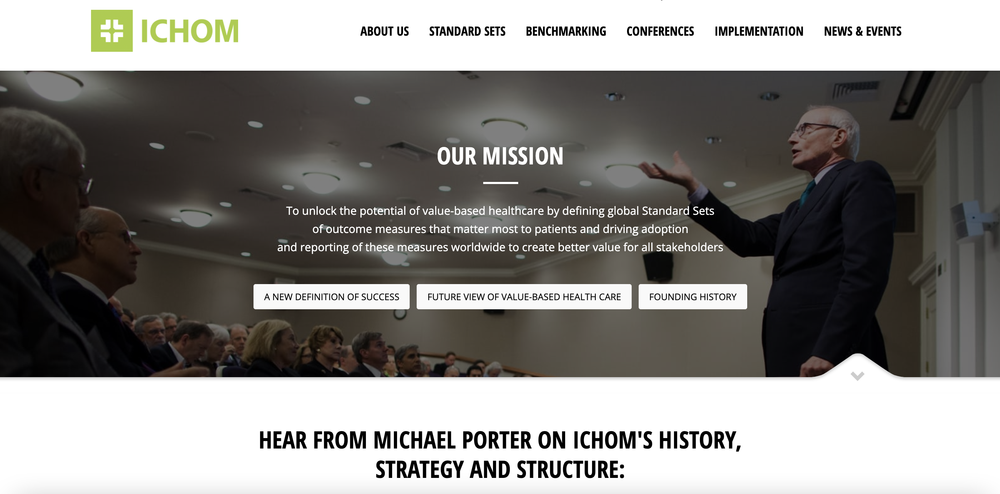 ICHOM
ABOUT US
STANDARD SETS
BENCHMARKING
CONFERENCES
IMPLEMENTATION
NEWS & EVENTS
OUR MISSION
To unlock the potential of value-based healthcare by defining global Standard Sets
of outcome measures that matter most to patients and driving adoption
and reporting of these measures worldwide to create better value for all stakeholders
A NEW DEFINITION OF SUCCESS
FUTURE VIEW OF VALUE-BASED HEALTH CARE
FOUNDING HISTORY
HEAR FROM MICHAEL PORTER ON ICHOM'S HISTORY,
STRATEGY AND STRUCTURE: